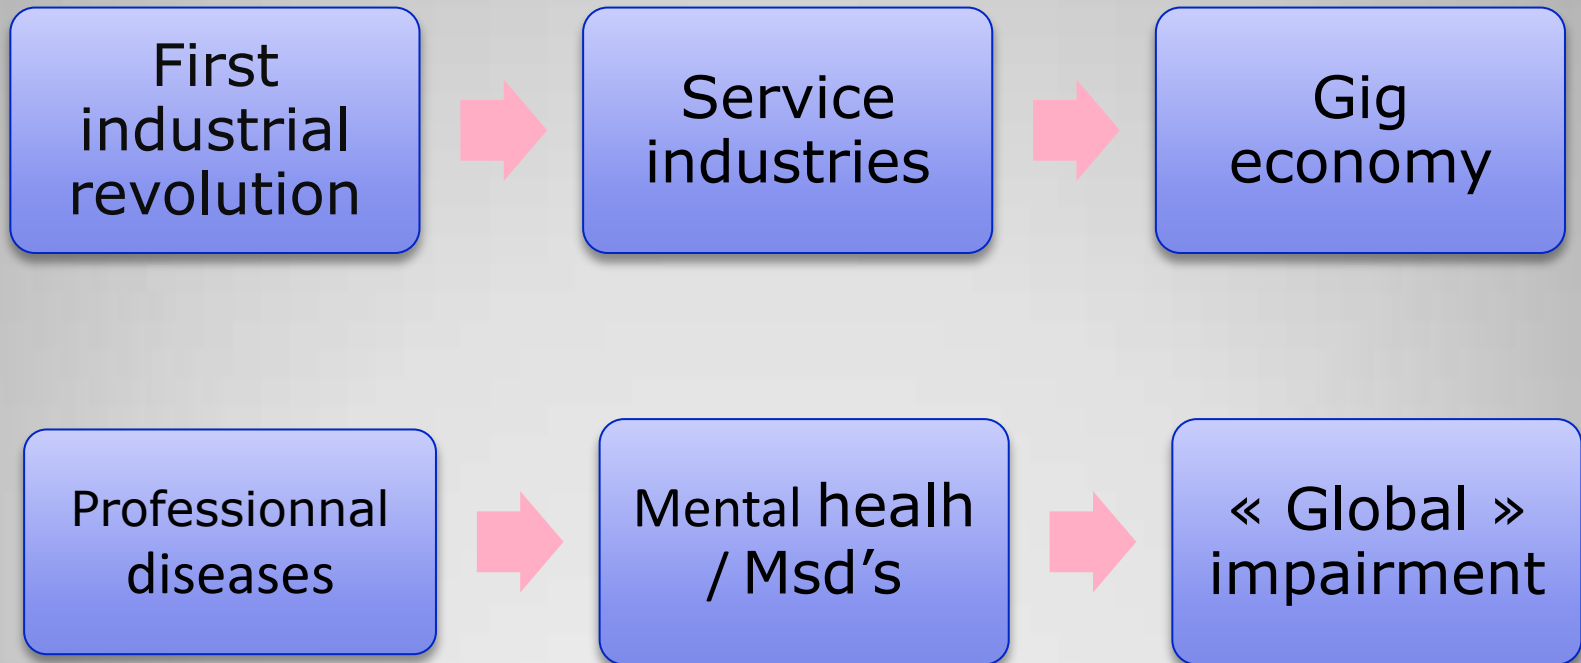 First
industrial
revolution
Service
industries
Gig
economy
Professionnal
diseases
Mental healh
/ Msd’s
« Global »
impairment